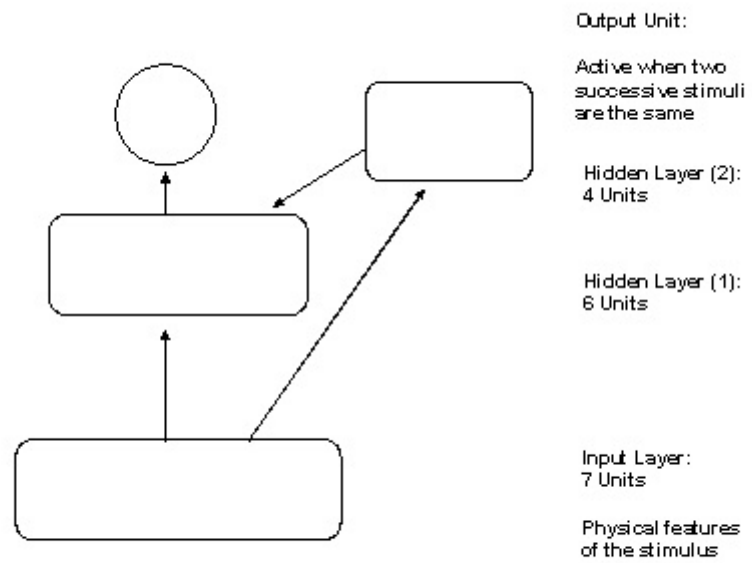 Output Unit:
Active when two
successive stimuli
are the same
Hidden Layer (2):
4 Units
Hidden Layer (1):
6 Units
Input Layer:
7 Units
Physical features
of the stimulus